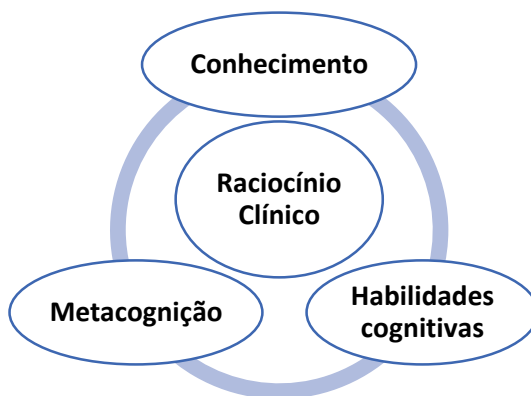 Conhecimento
Raciocínio
Clínico
Metacognição
Habilidades
cognitivas